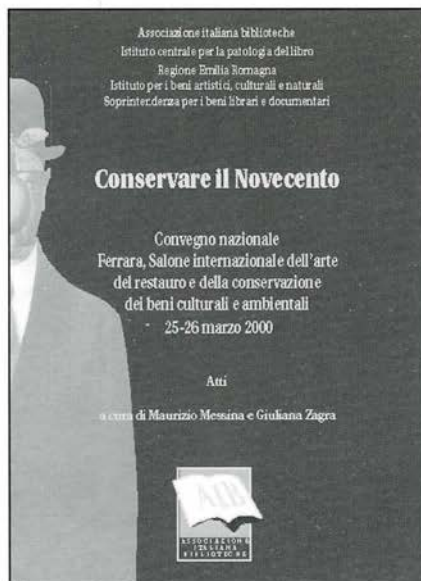 Associazione italiana biblioteche
Istituto centrale per la patologia del libro
Regione Emilia Romagna
Istituto per i beni artistici, culturali e naturali
Soprintendenza per i beni librari e documentari
Conservare il Novecento
Convegno nazionale
Ferrara, Salone internazionale dell'arte
del restauro e della conservazione
dei beni culturali e ambientali
25-26 marzo 2000
Atti
a cura di Maurizio Messina e Giuliana Zagra
AIB
ASSOCIAZIONE
ITALIANA
BIBLIOTECHE